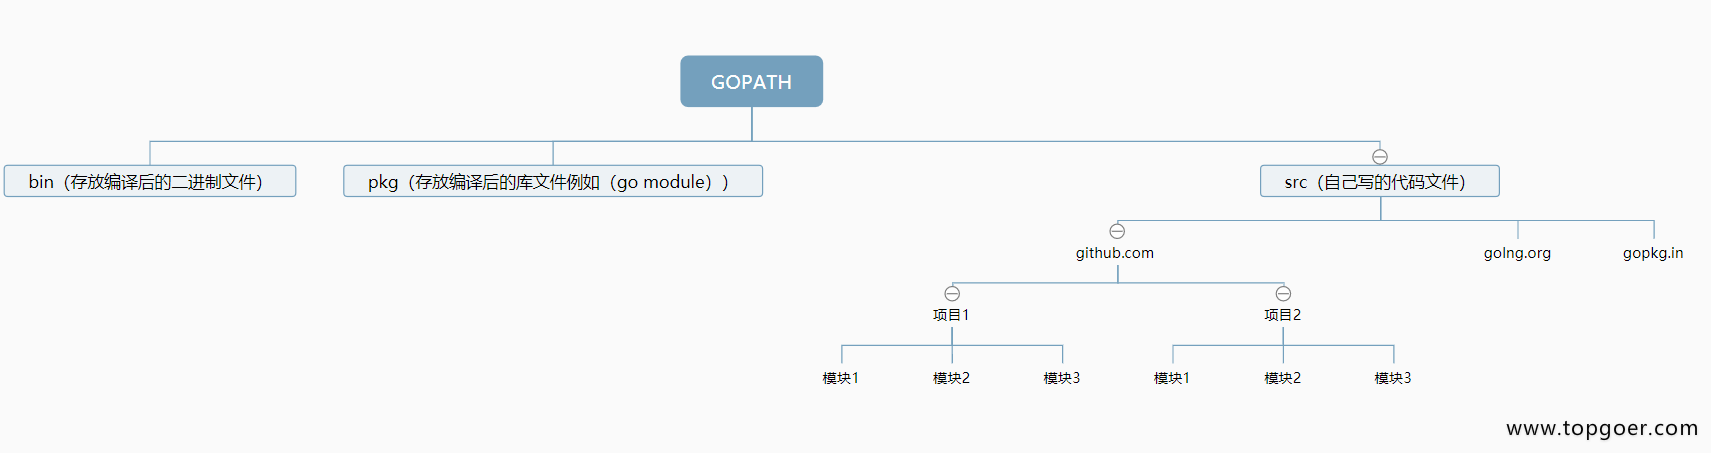 GOPATH
bin（存放编译后的二进制文件）
pkg（存放编译后的库文件例如（go module））
src（自己写的代码文件）
github.com
golng.org
gopkg.in
项目1
项目2
模块1
模块2
模块3
模块1
模块2
模块3
www.topgoer.com